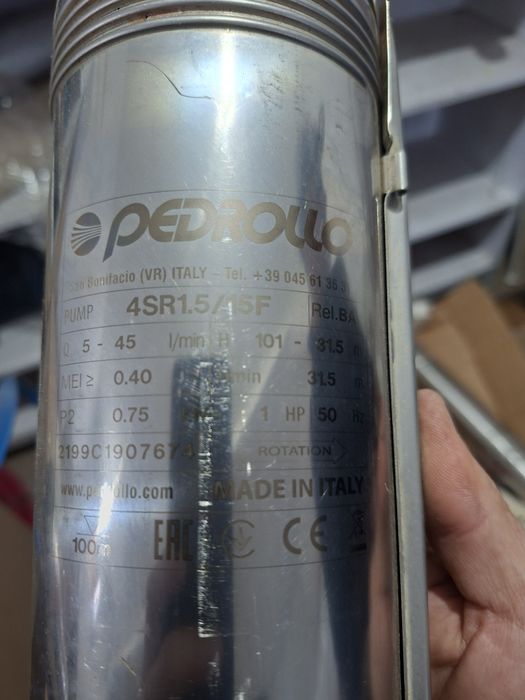 PEDROLLO
San Bonifacio (VR) ITALY – Tel. +39 045 61 36 3
PUMP 4SR1.5/15F Rel.BA
Q 5 - 45 l/min H 101 - 31.5 m
MEI ≥ 0.40 min 31.5 m
P2 0.75 1 HP 50 Hz
2199C1907674 ROTATION
www.pedrollo.com MADE IN ITALY
100m EAC CE